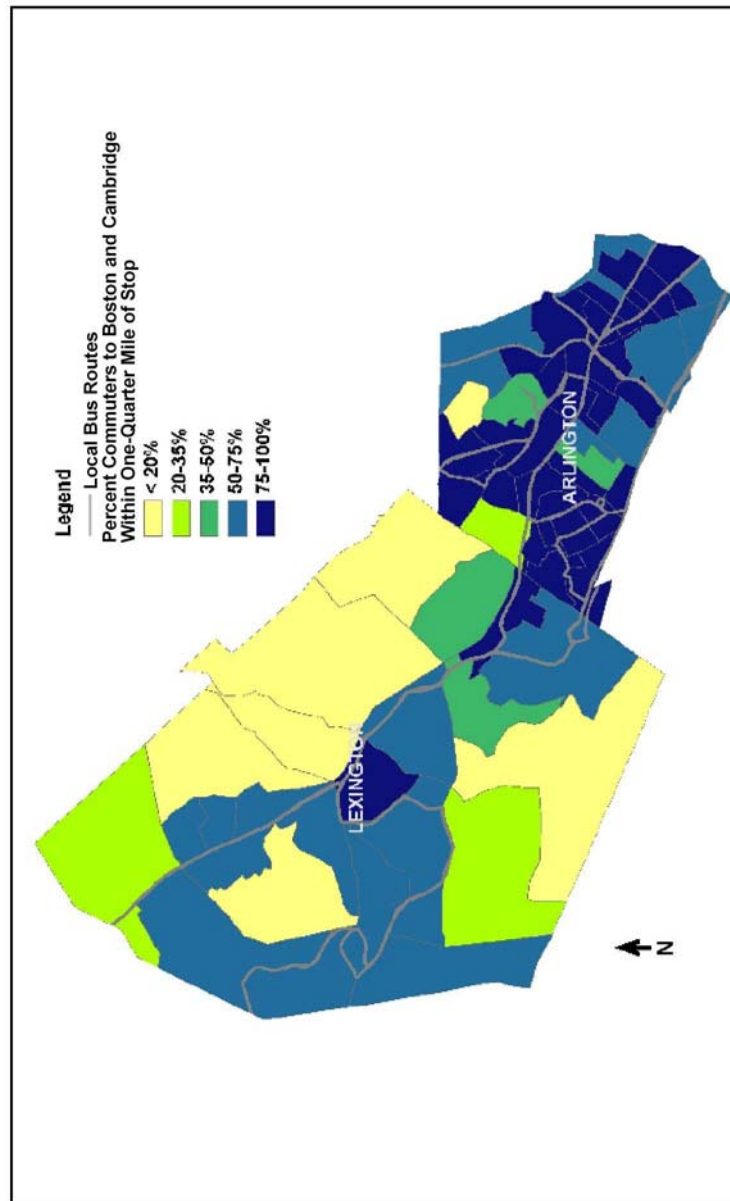 Legend
Local Bus Routes
Percent Commuters to Boston and Cambridge
Within One-Quarter Mile of Stop
< 20%
20-35%
35-50%
50-75%
75-100%
LEXINGTON
ARLINGTON
N